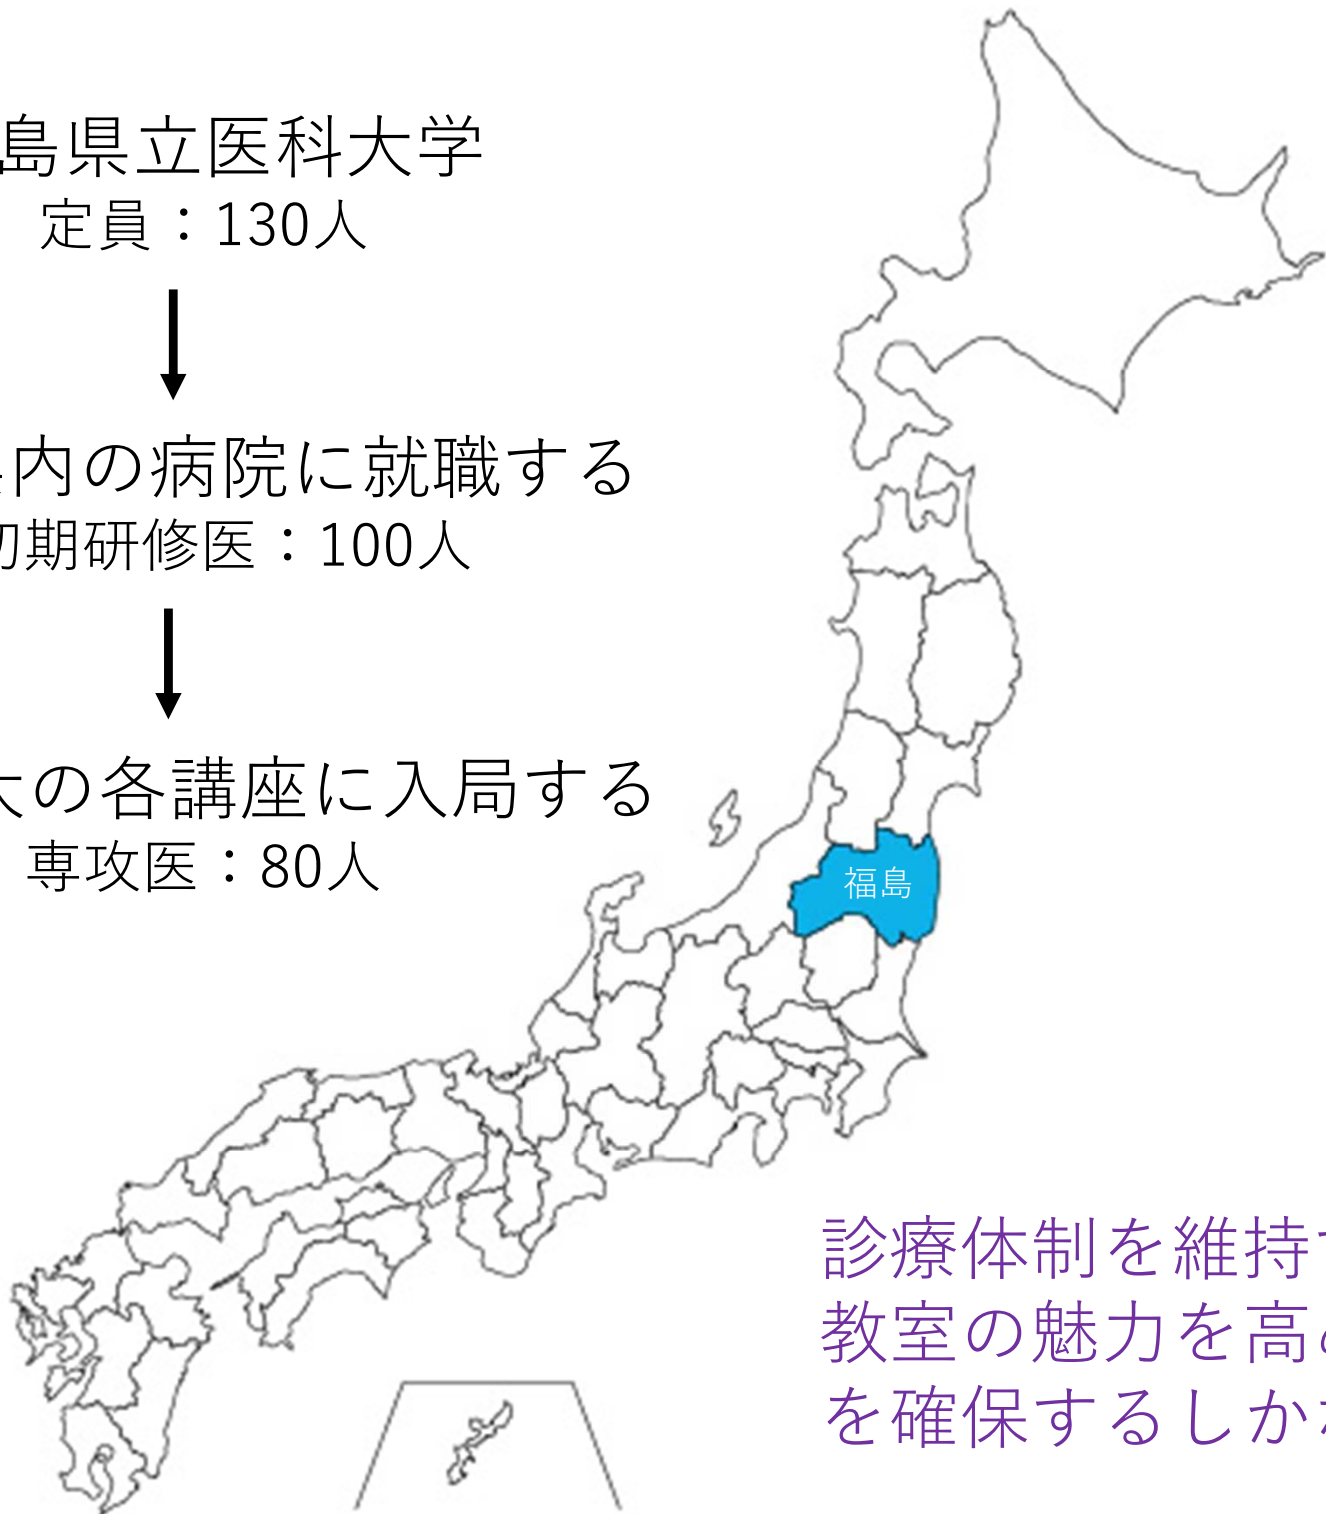 島県立医科大学
定員：130人
内の病院に就職する
初期研修医：100人
大の各講座に入局する
専攻医：80人
福島
診療体制を維持
教室の魅力を高
を確保するしか